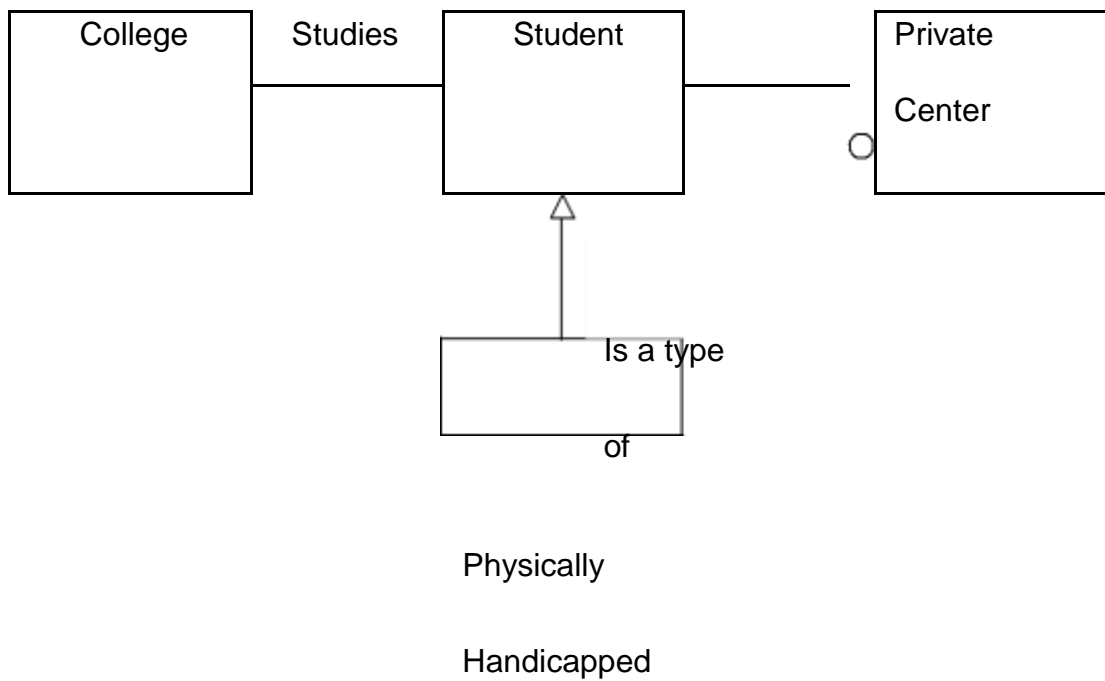 College
Studies
Student
Private
Center
Is a type
of
Physically
Handicapped